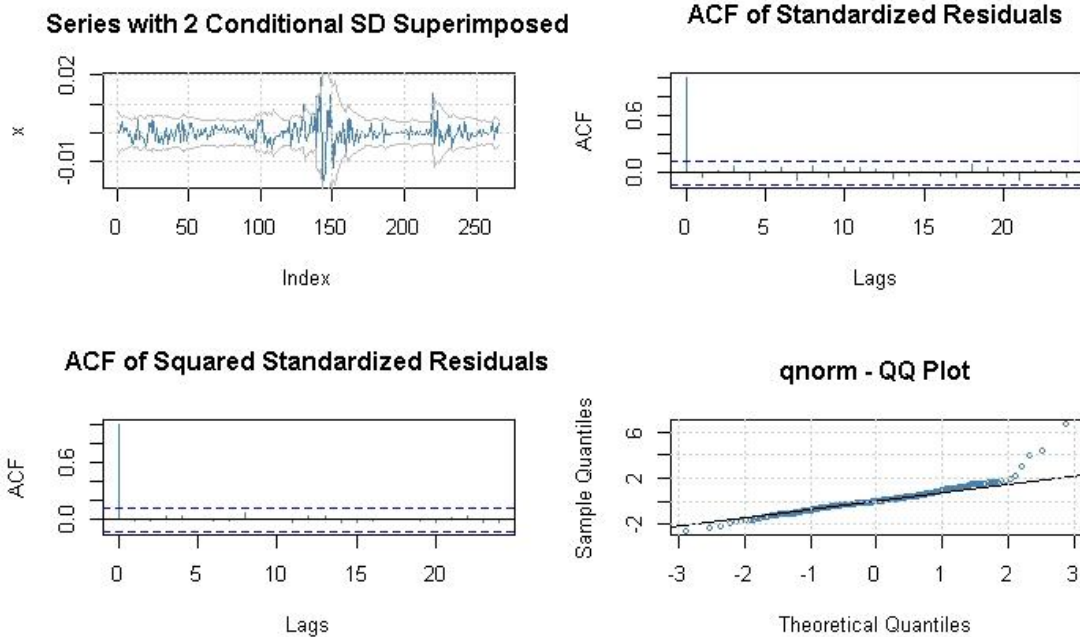 Series with 2 Conditional SD Superimposed
x
0.02
-0.01
0 50 100 150 200 250
Index
ACF of Standardized Residuals
ACF
0.6
0.0
0 5 10 15 20
Lags
ACF of Squared Standardized Residuals
ACF
0.6
0.0
0 5 10 15 20
Lags
qnorm - QQ Plot
Sample Quantiles
6
2
-2
-3 -2 -1 0 1 2 3
Theoretical Quantiles